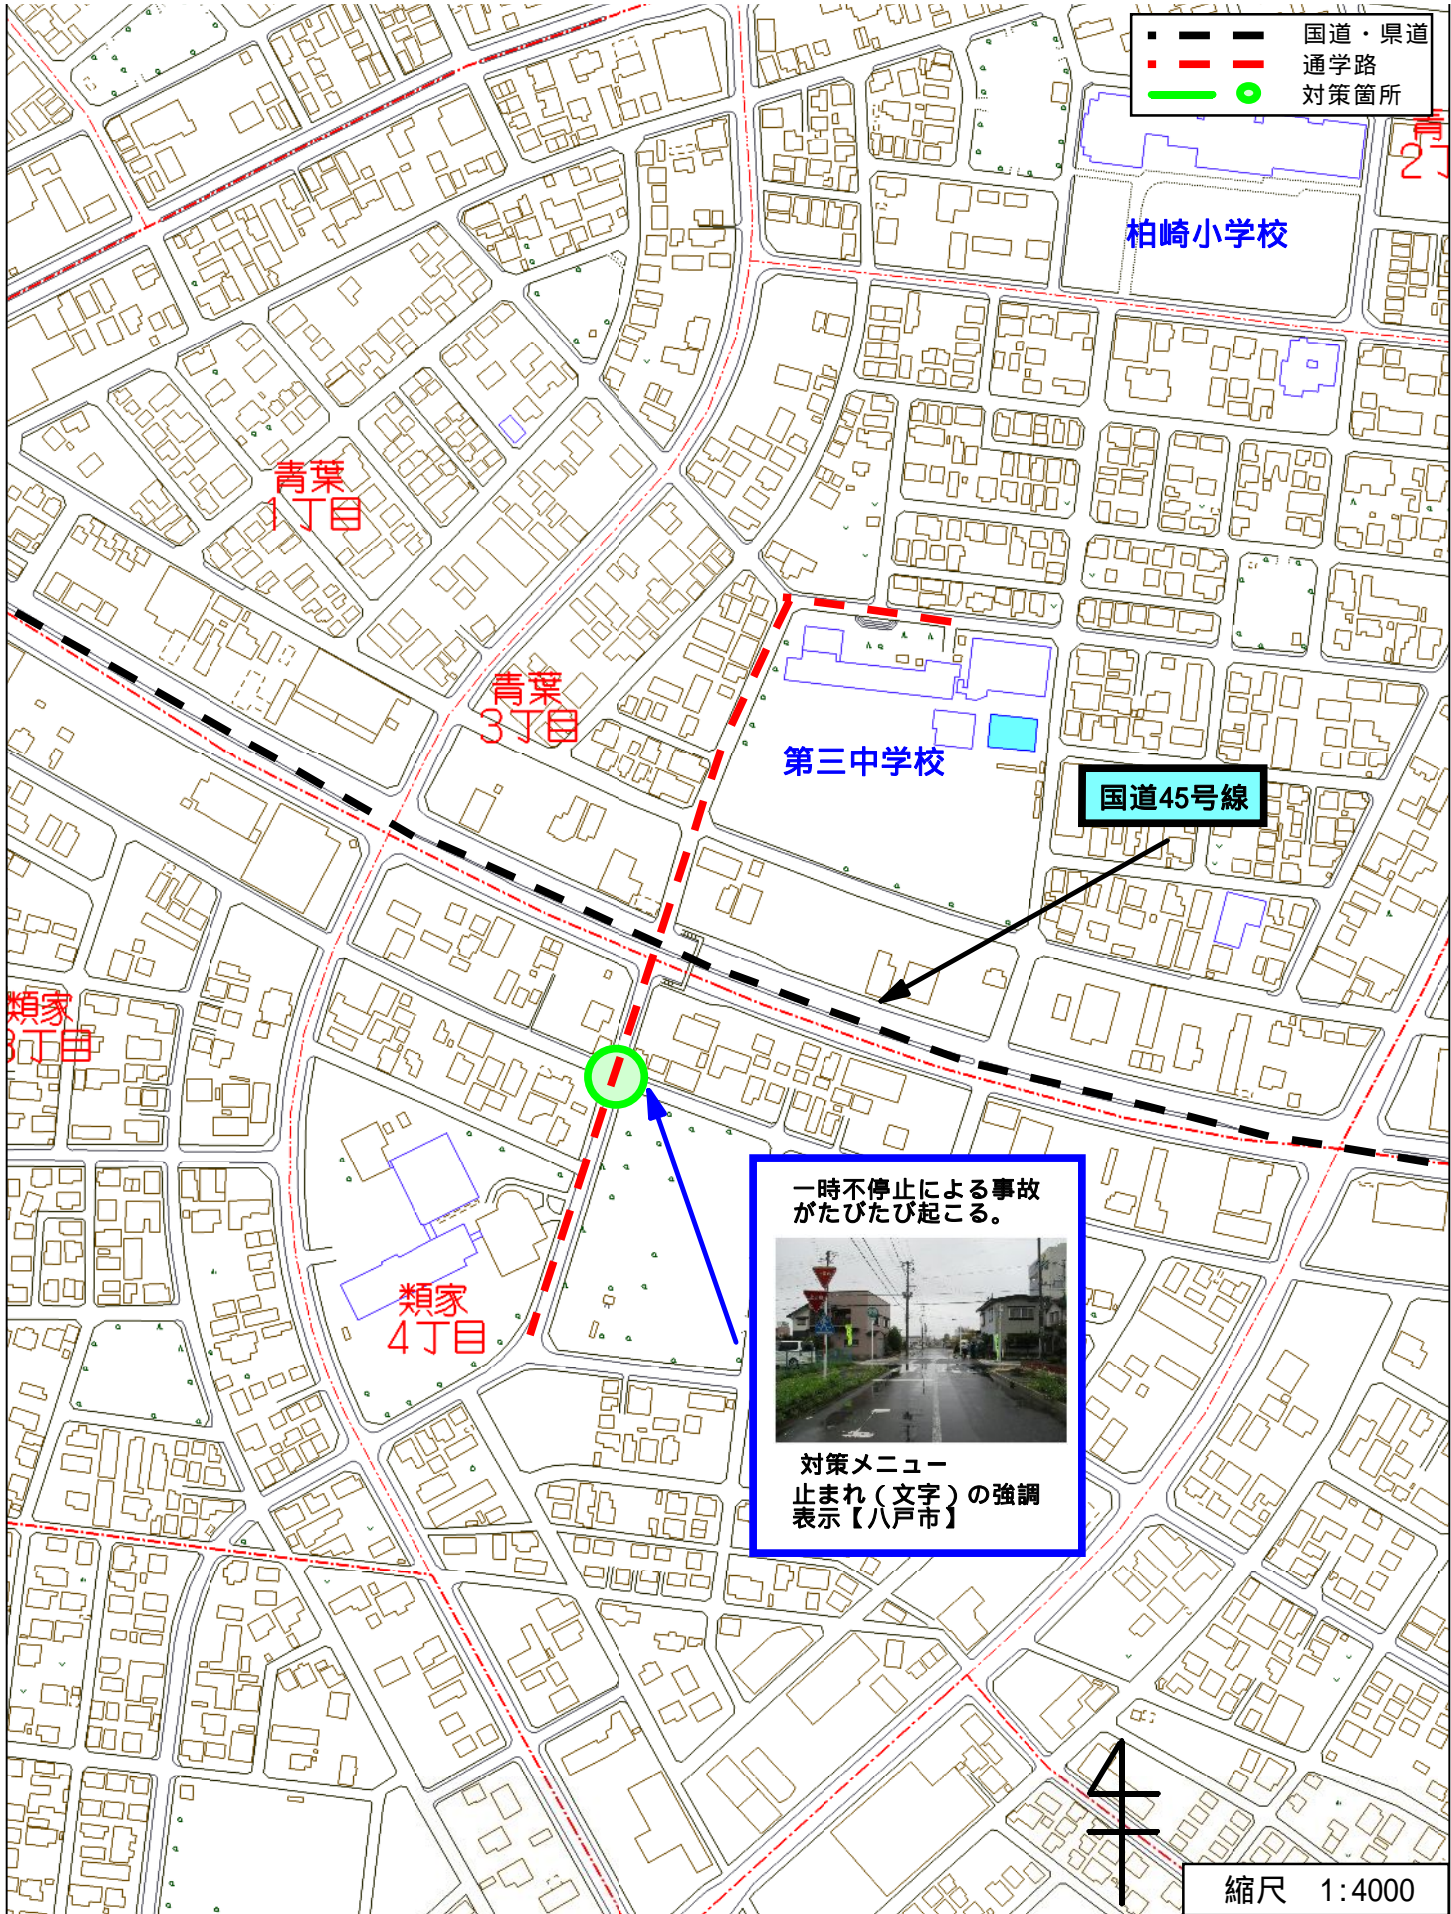 国道・県道
通学路
対策箇所
青
2丁
柏崎小学校
青葉
1丁目
青葉
3丁目
第三中学校
国道45号線
類家
3丁目
一時不停止による事故
がたびたび起こる。
類家
4丁目
対策メニュー
止まれ（文字）の強調
表示【八戸市】
縮尺　1:4000